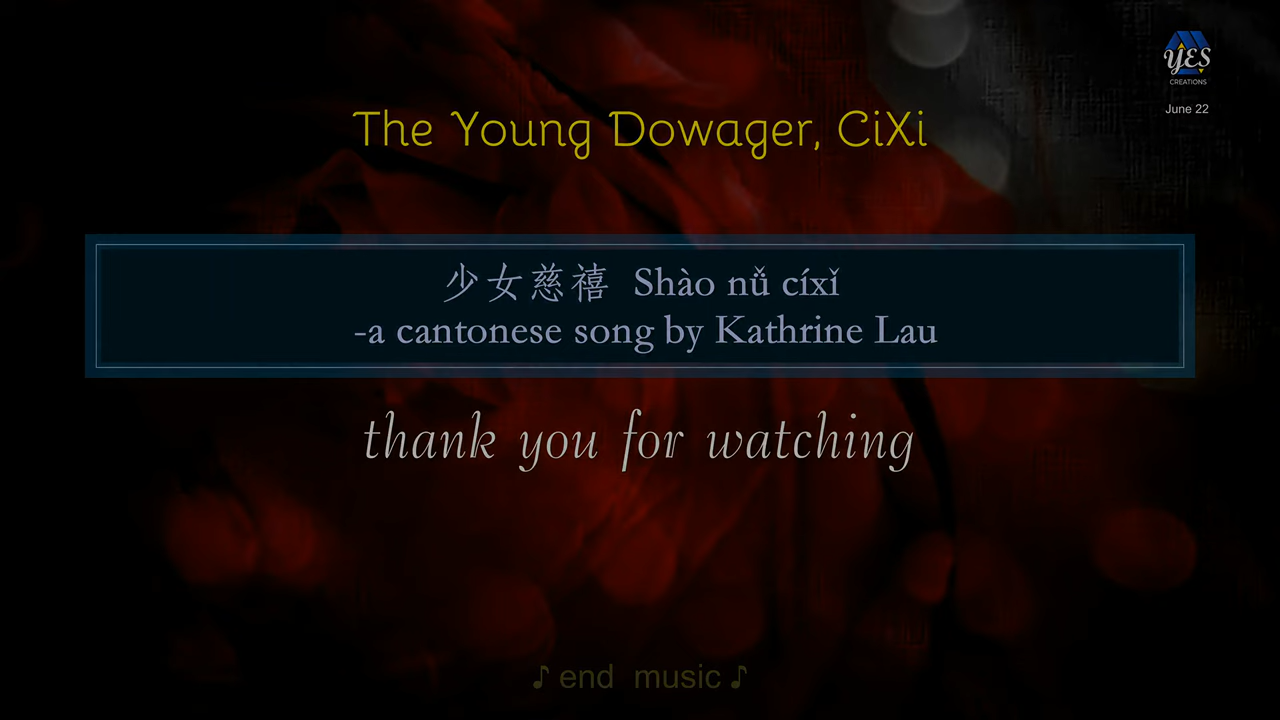 YES
CREATIONS
June 22
The Young Dowager, CiXi
少女慈禧 Shào nǚ cíxǐ
-a cantonese song by Kathrine Lau
thank you for watching
♪ end music ♪